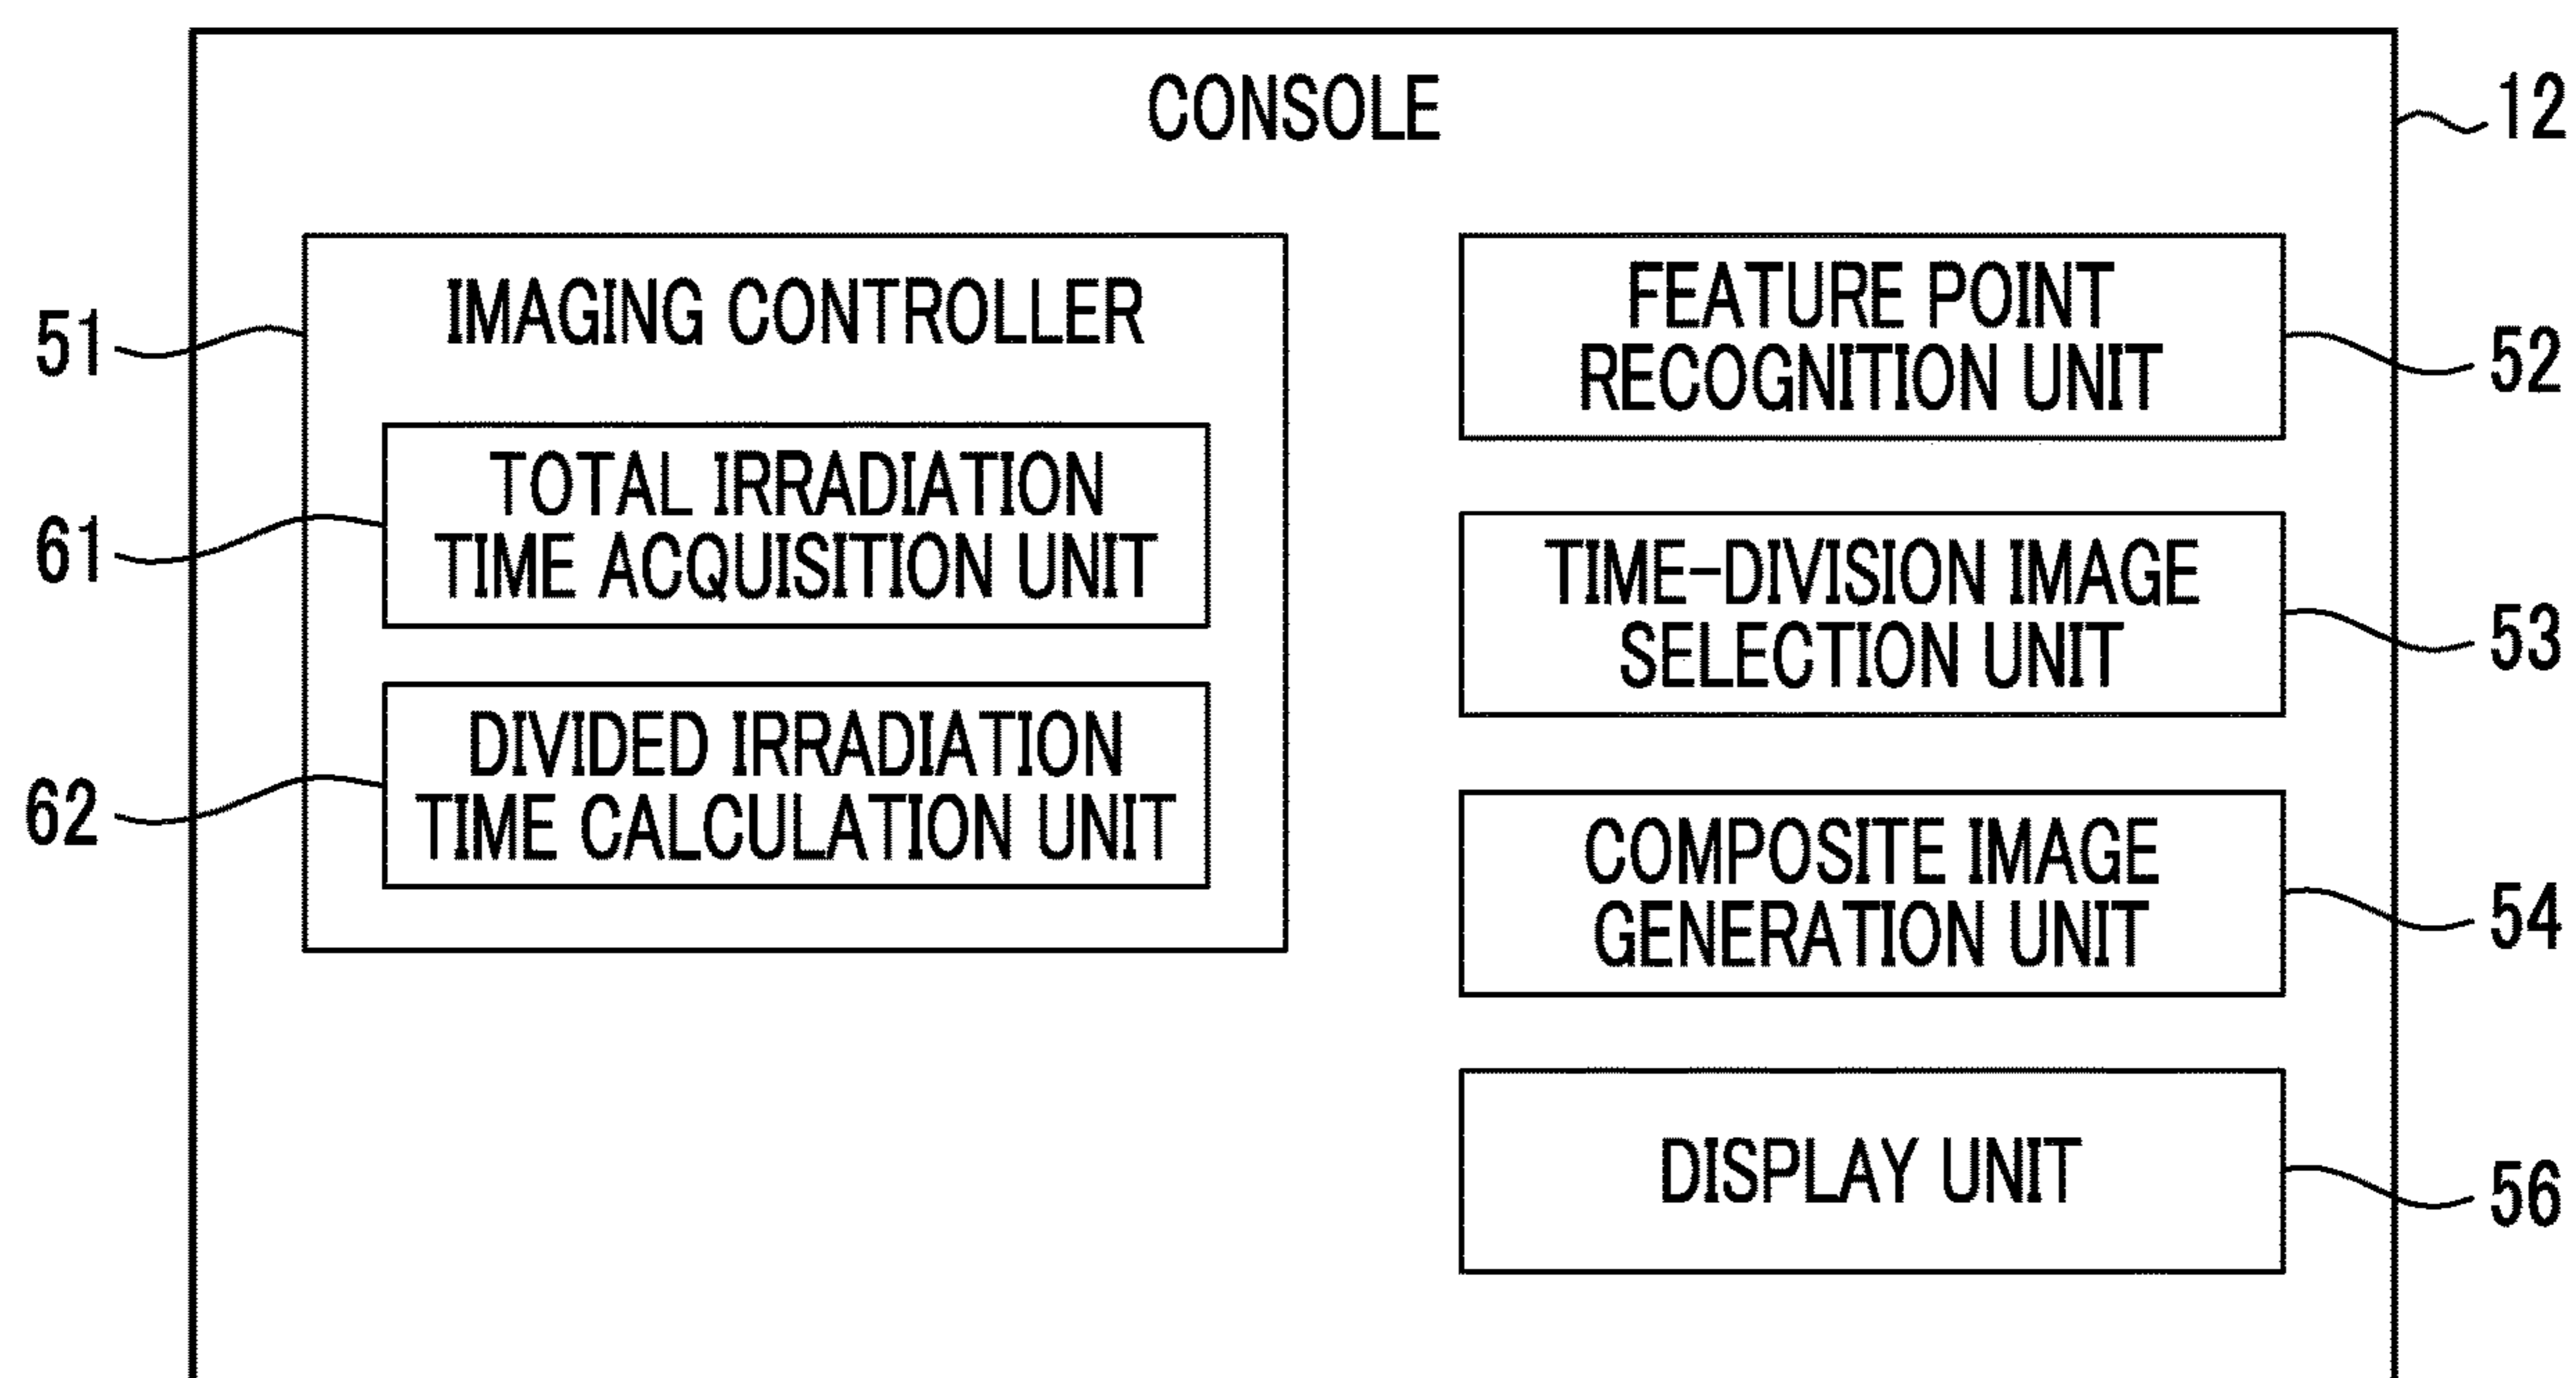 CONSOLE
12
51
IMAGING CONTROLLER
61
TOTAL IRRADIATION
TIME ACQUISITION UNIT
62
DIVIDED IRRADIATION
TIME CALCULATION UNIT
FEATURE POINT
RECOGNITION UNIT
52
TIME-DIVISION IMAGE
SELECTION UNIT
53
COMPOSITE IMAGE
GENERATION UNIT
54
DISPLAY UNIT
56